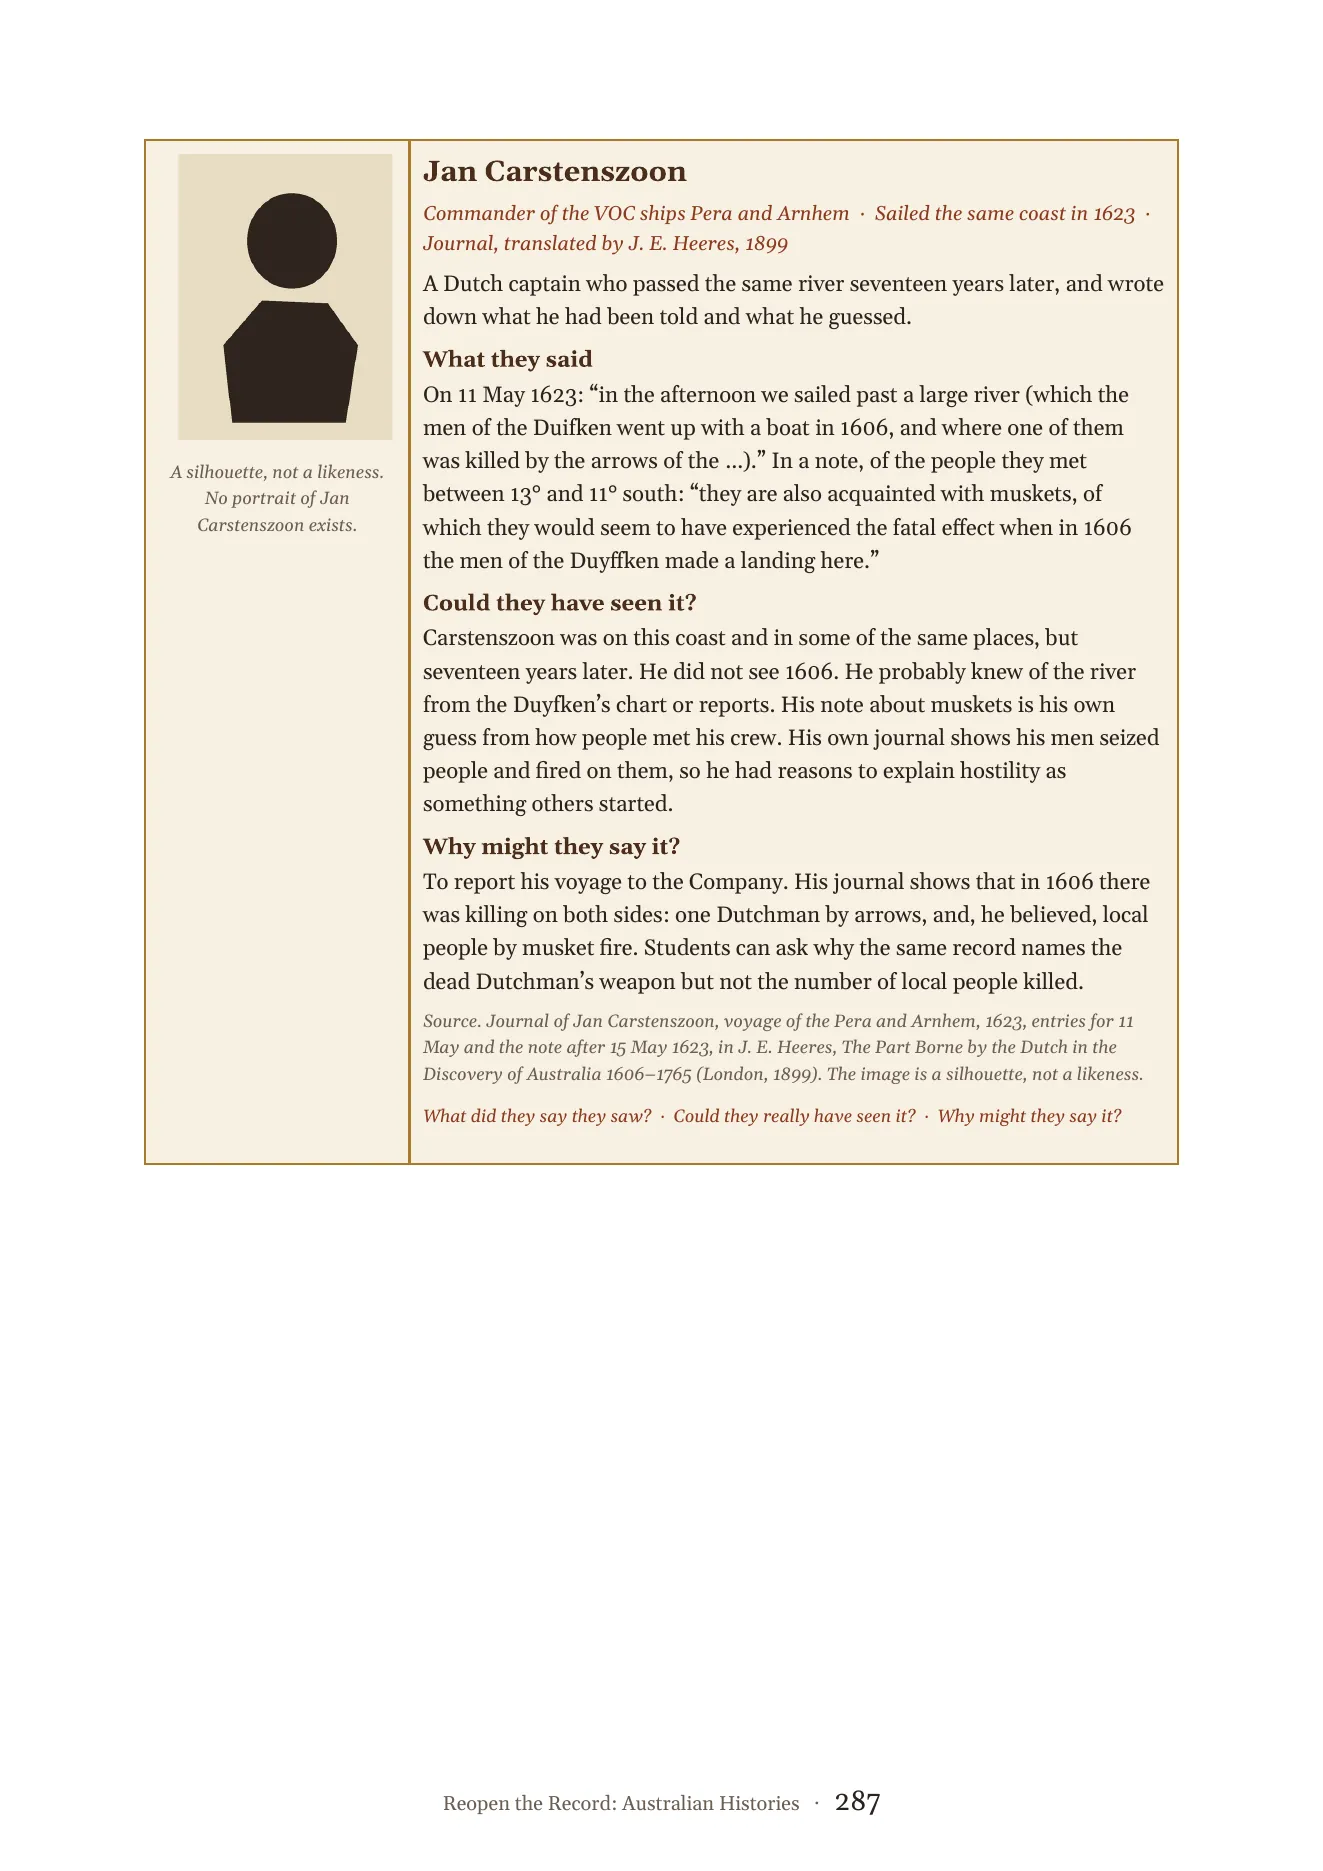 A silhouette, not a likeness.
No portrait of Jan
Carstenszoon exists.
Jan Carstenszoon
Commander of the VOC ships Pera and Arnhem · Sailed the same coast in 1623 ·
Journal, translated by J. E. Heeres, 1899
A Dutch captain who passed the same river seventeen years later, and wrote
down what he had been told and what he guessed.
What they said
On 11 May 1623: “in the afternoon we sailed past a large river (which the
men of the Duifken went up with a boat in 1606, and where one of them
was killed by the arrows of the ...).” In a note, of the people they met
between 13° and 11° south: “they are also acquainted with muskets, of
which they would seem to have experienced the fatal effect when in 1606
the men of the Duyffken made a landing here.”
Could they have seen it?
Carstenszoon was on this coast and in some of the same places, but
seventeen years later. He did not see 1606. He probably knew of the river
from the Duyfken’s chart or reports. His note about muskets is his own
guess from how people met his crew. His own journal shows his men seized
people and fired on them, so he had reasons to explain hostility as
something others started.
Why might they say it?
To report his voyage to the Company. His journal shows that in 1606 there
was killing on both sides: one Dutchman by arrows, and, he believed, local
people by musket fire. Students can ask why the same record names the
dead Dutchman’s weapon but not the number of local people killed.
Source. Journal of Jan Carstenszoon, voyage of the Pera and Arnhem, 1623, entries for 11
May and the note after 15 May 1623, in J. E. Heeres, The Part Borne by the Dutch in the
Discovery of Australia 1606–1765 (London, 1899). The image is a silhouette, not a likeness.
What did they say they saw? · Could they really have seen it? · Why might they say it?
Reopen the Record: Australian Histories · 287